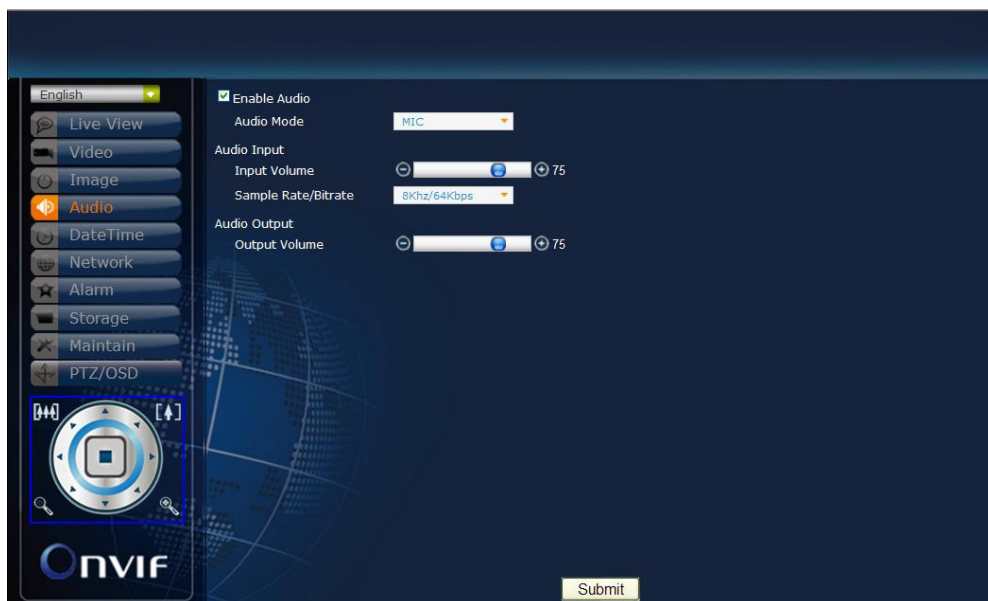 English
Live View
Video
Image
Audio
DateTime
Network
Alarm
Storage
Maintain
PTZ/OSD
Onvif
Enable Audio
Audio Mode MIC
Audio Input
Input Volume 75
Sample Rate/Bitrate 8Khz/64Kbps
Audio Output
Output Volume 75
Submit